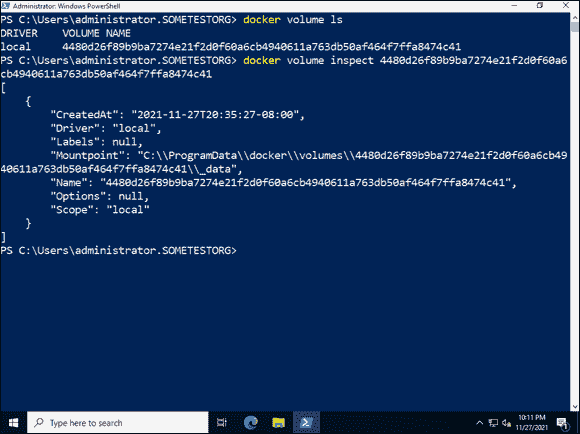 Administrator: Windows PowerShell
PS C:\Users\administrator.SOMETESTORG> docker volume ls
DRIVER    VOLUME NAME
local     4480d26f89b9ba7274e21f2d0f60a6cb4940611a763db50af464f7ffa8474c41
PS C:\Users\administrator.SOMETESTORG> docker volume inspect 4480d26f89b9ba7274e21f2d0f60a6
cb4940611a763db50af464f7ffa8474c41
[
    {
        "CreatedAt": "2021-11-27T20:35:27-08:00",
        "Driver": "local",
        "Labels": null,
        "Mountpoint": "C:\\ProgramData\\docker\\volumes\\4480d26f89b9ba7274e21f2d0f60a6cb49
40611a763db50af464f7ffa8474c41\\_data",
        "Name": "4480d26f89b9ba7274e21f2d0f60a6cb4940611a763db50af464f7ffa8474c41",
        "Options": null,
        "Scope": "local"
    }
]
PS C:\Users\administrator.SOMETESTORG>
Type here to search
10:11 PM
11/27/2021
1